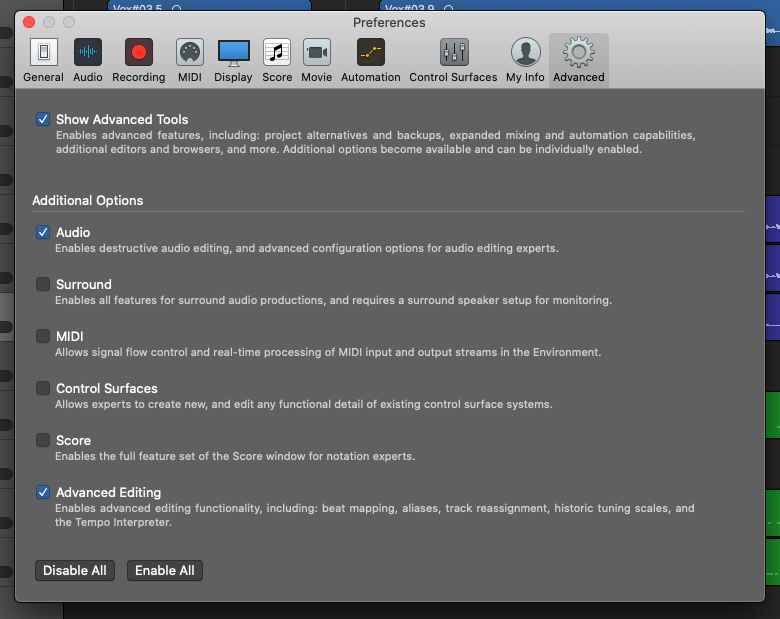 Vox#03.5
Vox#03.9
Preferences
General Audio Recording MIDI Display Score Movie Automation Control Surfaces My Info Advanced
Show Advanced Tools
Enables advanced features, including: project alternatives and backups, expanded mixing and automation capabilities,
additional editors and browsers, and more. Additional options become available and can be individually enabled.
Additional Options
Audio
Enables destructive audio editing, and advanced configuration options for audio editing experts.
Surround
Enables all features for surround audio productions, and requires a surround speaker setup for monitoring.
MIDI
Allows signal flow control and real-time processing of MIDI input and output streams in the Environment.
Control Surfaces
Allows experts to create new, and edit any functional detail of existing control surface systems.
Score
Enables the full feature set of the Score window for notation experts.
Advanced Editing
Enables advanced editing functionality, including: beat mapping, aliases, track reassignment, historic tuning scales, and
the Tempo Interpreter.
Disable All Enable All